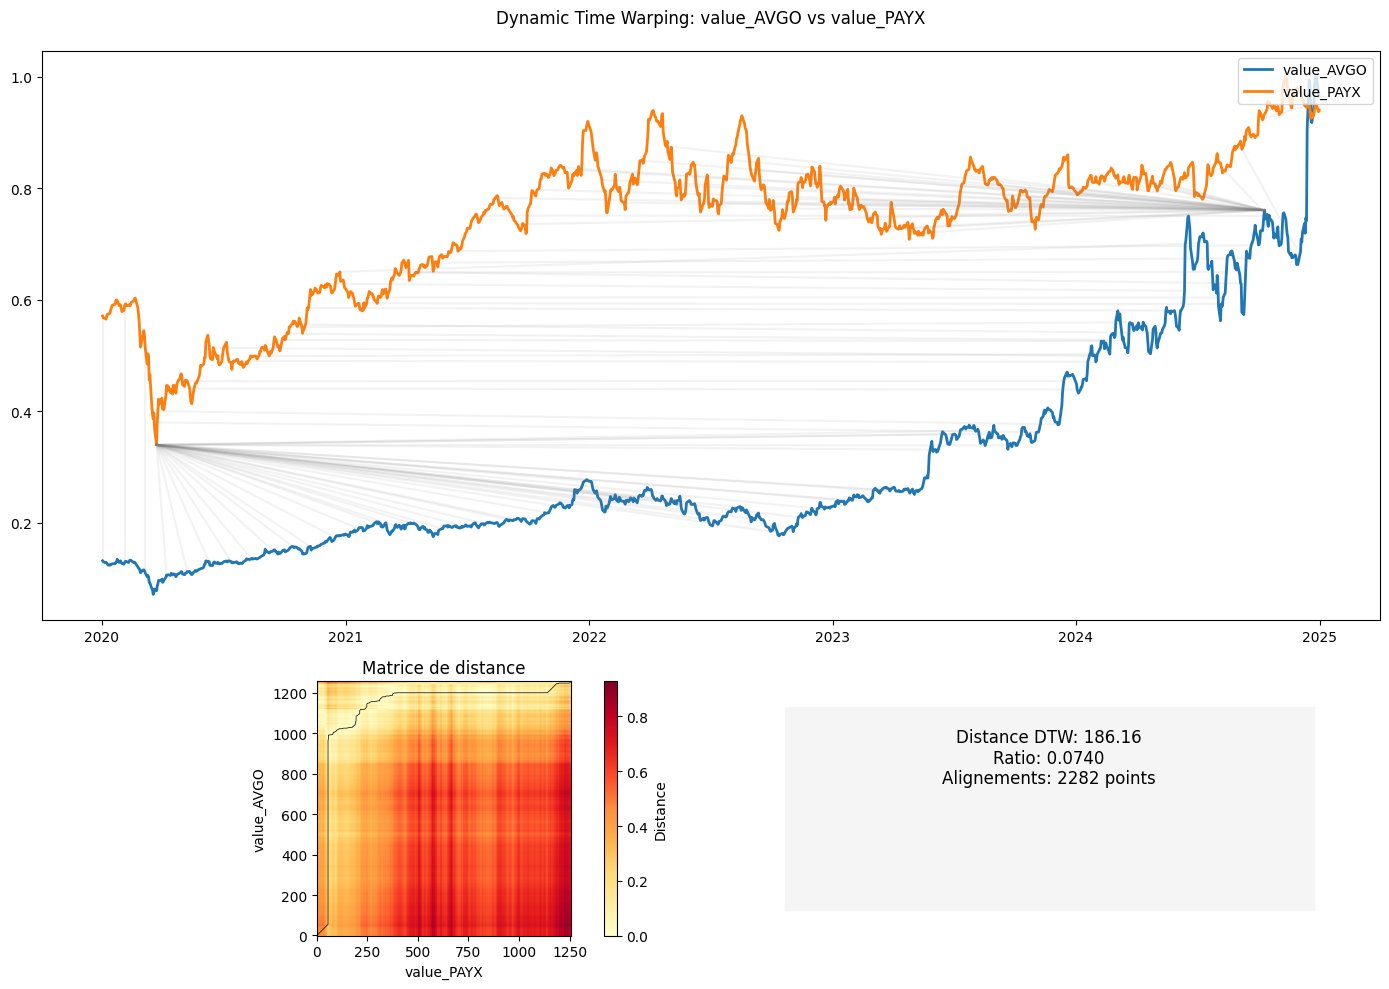 Dynamic Time Warping: value_AVGO vs value_PAYX
value_AVGO
value_PAYX
1.0
0.8
0.6
0.4
0.2
2020
2021
2022
2023
2024
2025
Matrice de distance
value_AVGO
1200
1000
800
600
400
200
0
0
250
500
750
1000
1250
value_PAYX
0.8
0.6
0.4
0.2
0.0
Distance
Distance DTW: 186.16
Ratio: 0.0740
Alignements: 2282 points